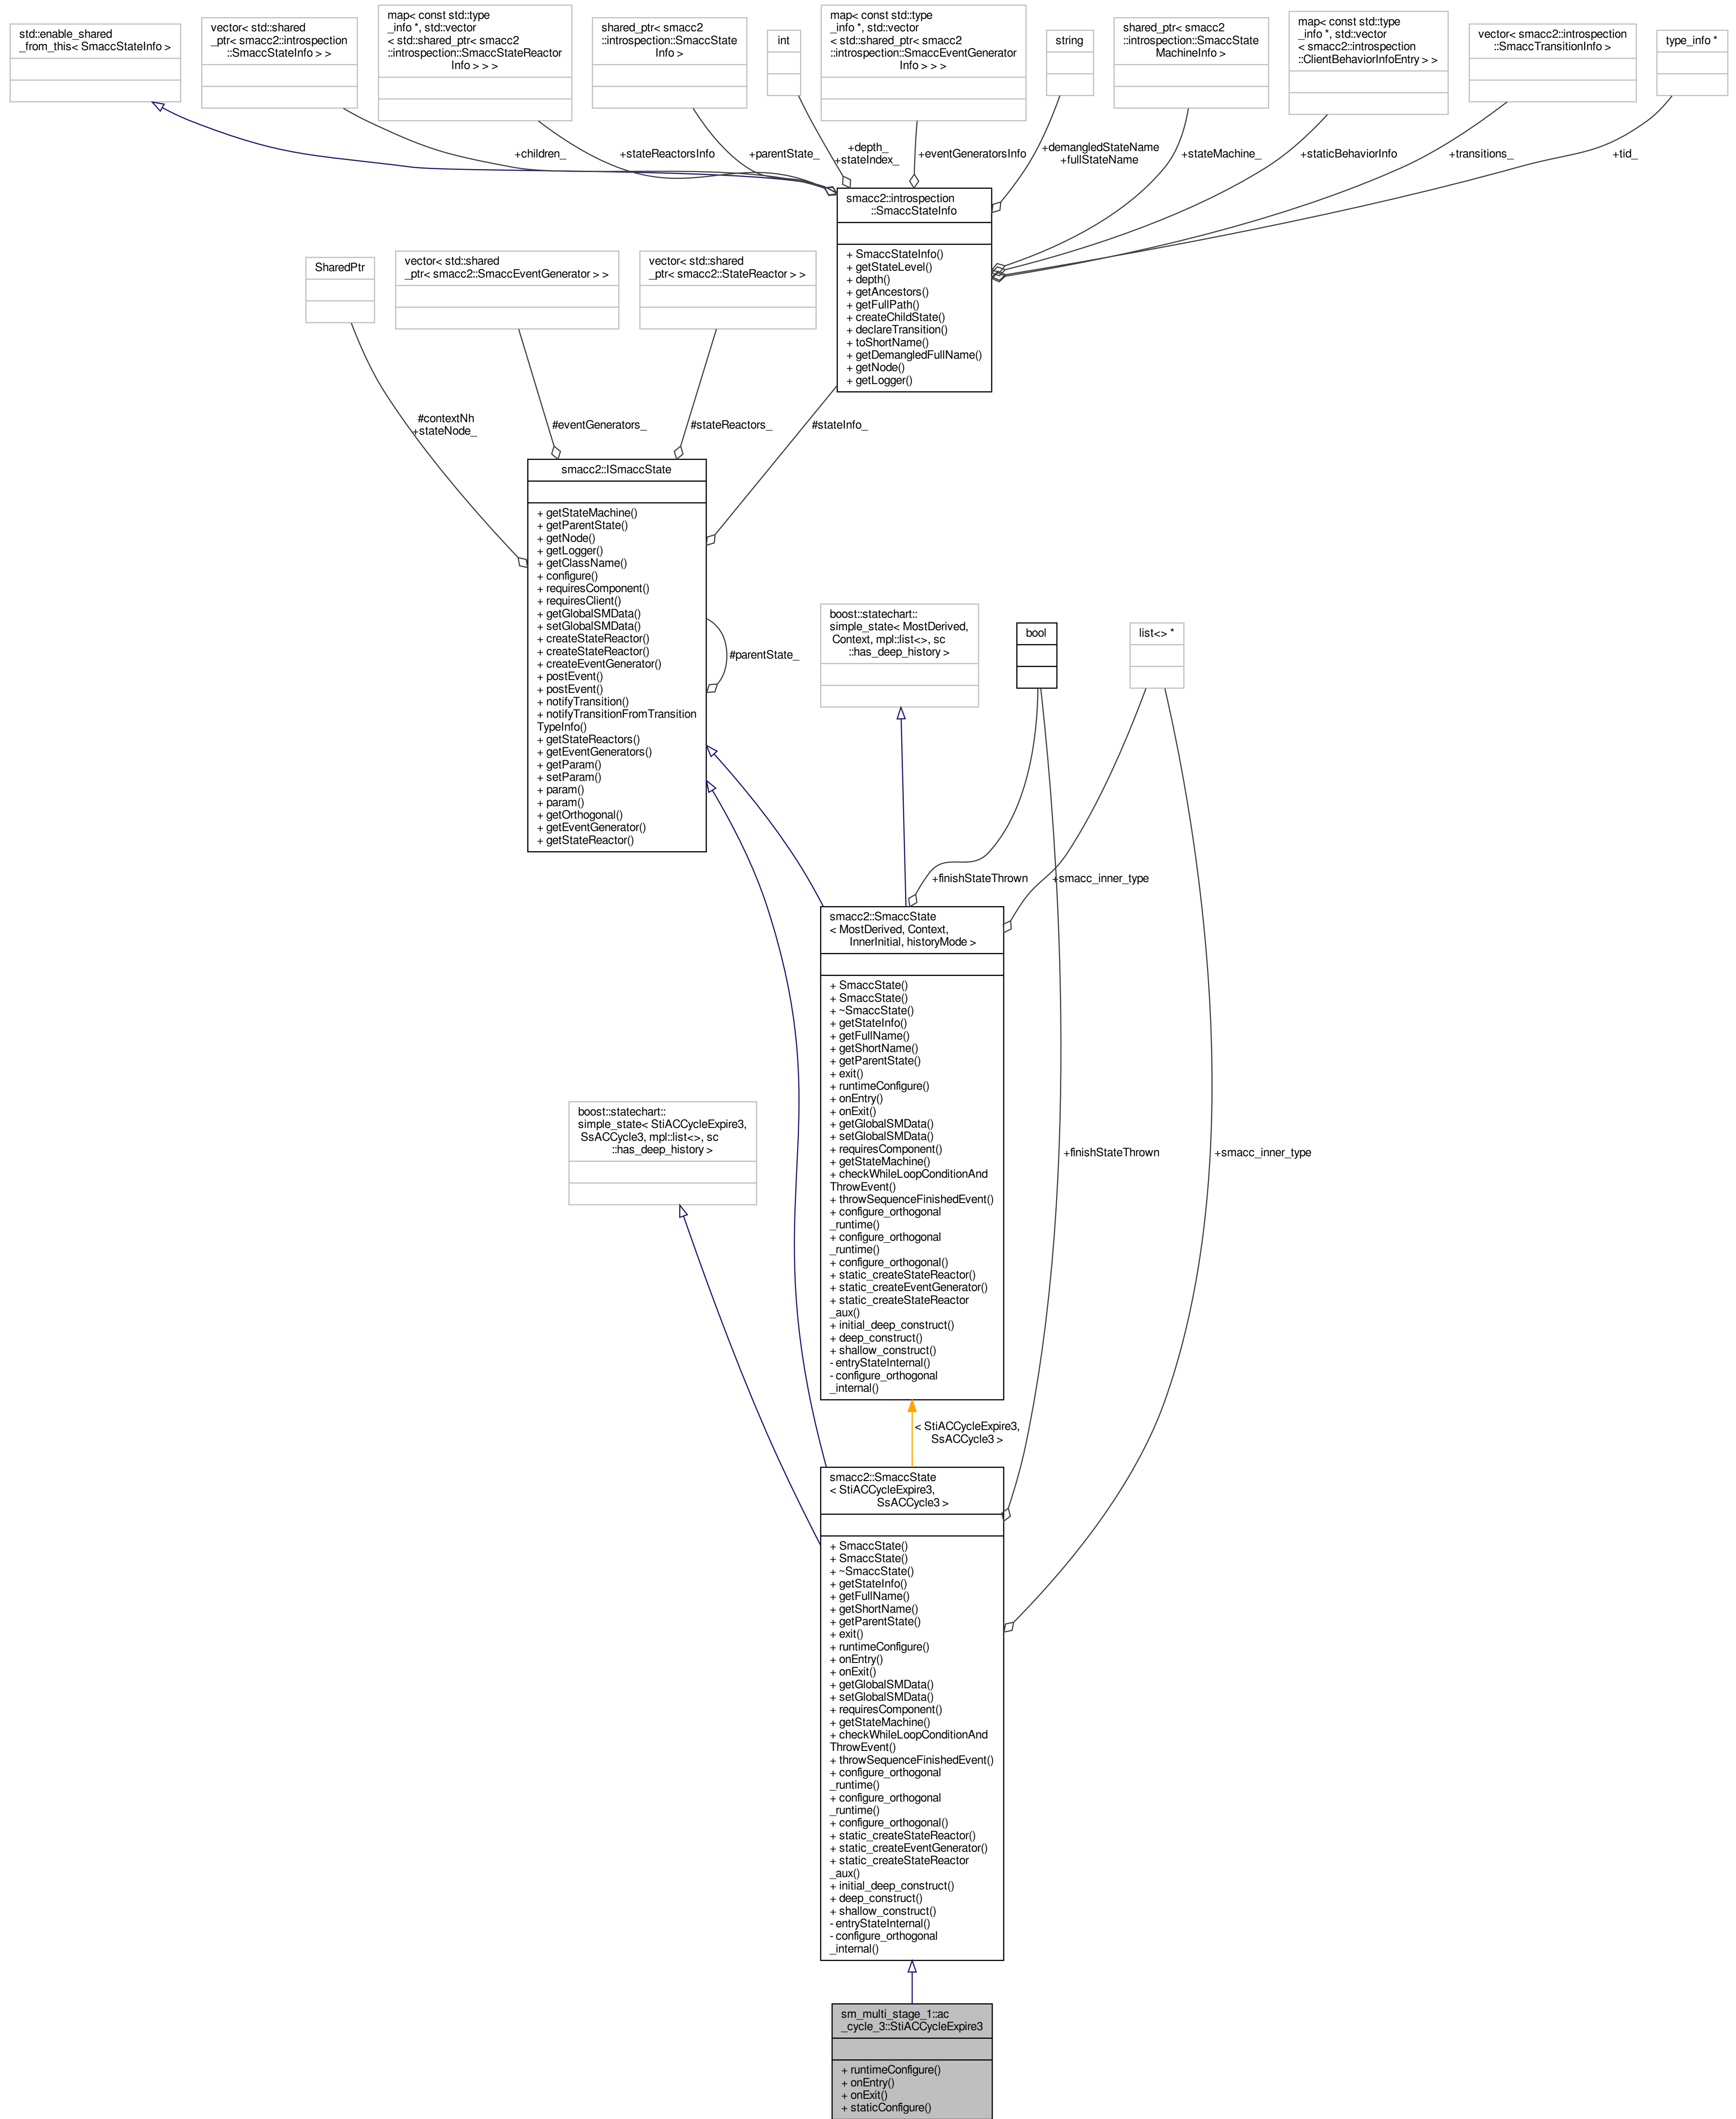 std::enable_shared
_from_this< SmaccStateInfo >
vector< std::shared
_ptr< smacc2::introspection
::SmaccStateInfo > >
map< const std::type
_info *, std::vector
< std::shared_ptr< smacc2
::introspection::SmaccStateReactor
Info > > >
shared_ptr< smacc2
::introspection::SmaccState
Info >
int
map< const std::type
_info *, std::vector
< std::shared_ptr< smacc2
::introspection::SmaccEventGenerator
Info > > >
string
shared_ptr< smacc2
::introspection::SmaccState
MachineInfo >
map< const std::type
_info *, std::vector
< smacc2::introspection
::ClientBehaviorInfoEntry > >
vector< smacc2::introspection
::SmaccTransitionInfo >
type_info *
+children_
+stateReactorsInfo
+parentState_
+depth_
+stateIndex_
+eventGeneratorsInfo
+demangledStateName
+fullStateName
+stateMachine_
+staticBehaviorInfo
+transitions_
+tid_
smacc2::introspection
::SmaccStateInfo
+ SmaccStateInfo()
+ getStateLevel()
+ depth()
+ getAncestors()
+ getFullPath()
+ createChildState()
+ declareTransition()
+ toShortName()
+ getDemangledFullName()
+ getNode()
+ getLogger()
SharedPtr
vector< std::shared
_ptr< smacc2::SmaccEventGenerator > >
vector< std::shared
_ptr< smacc2::StateReactor > >
#contextNh
+stateNode_
#eventGenerators_
#stateReactors_
#stateInfo_
smacc2::ISmaccState
+ getStateMachine()
+ getParentState()
+ getNode()
+ getLogger()
+ getClassName()
+ configure()
+ requiresComponent()
+ requiresClient()
+ getGlobalSMData()
+ setGlobalSMData()
+ createStateReactor()
+ createStateReactor()
+ createEventGenerator()
+ postEvent()
+ postEvent()
+ notifyTransition()
+ notifyTransitionFromTransition
TypeInfo()
+ getStateReactors()
+ getEventGenerators()
+ getParam()
+ setParam()
+ param()
+ param()
+ getOrthogonal()
+ getEventGenerator()
+ getStateReactor()
#parentState_
boost::statechart::
simple_state< MostDerived,
Context, mpl::list<>, sc
::has_deep_history >
bool
list<> *
+finishStateThrown
+smacc_inner_type
smacc2::SmaccState
< MostDerived, Context,
InnerInitial, historyMode >
+ SmaccState()
+ SmaccState()
+ ~SmaccState()
+ getStateInfo()
+ getFullName()
+ getShortName()
+ getParentState()
+ exit()
+ runtimeConfigure()
+ onEntry()
+ onExit()
+ getGlobalSMData()
+ setGlobalSMData()
+ requiresComponent()
+ getStateMachine()
+ checkWhileLoopConditionAnd
ThrowEvent()
+ throwSequenceFinishedEvent()
+ configure_orthogonal
_runtime()
+ configure_orthogonal
_runtime()
+ configure_orthogonal()
+ static_createStateReactor()
+ static_createEventGenerator()
+ static_createStateReactor
_aux()
+ initial_deep_construct()
+ deep_construct()
+ shallow_construct()
- entryStateInternal()
- configure_orthogonal
_internal()
boost::statechart::
simple_state< StiACCycleExpire3,
SsACCycle3, mpl::list<>, sc
::has_deep_history >
+finishStateThrown
+smacc_inner_type
< StiACCycleExpire3,
SsACCycle3 >
smacc2::SmaccState
< StiACCycleExpire3,
SsACCycle3 >
+ SmaccState()
+ SmaccState()
+ ~SmaccState()
+ getStateInfo()
+ getFullName()
+ getShortName()
+ getParentState()
+ exit()
+ runtimeConfigure()
+ onEntry()
+ onExit()
+ getGlobalSMData()
+ setGlobalSMData()
+ requiresComponent()
+ getStateMachine()
+ checkWhileLoopConditionAnd
ThrowEvent()
+ throwSequenceFinishedEvent()
+ configure_orthogonal
_runtime()
+ configure_orthogonal
_runtime()
+ configure_orthogonal()
+ static_createStateReactor()
+ static_createEventGenerator()
+ static_createStateReactor
_aux()
+ initial_deep_construct()
+ deep_construct()
+ shallow_construct()
- entryStateInternal()
- configure_orthogonal
_internal()
sm_multi_stage_1::ac
_cycle_3::StiACCycleExpire3
+ runtimeConfigure()
+ onEntry()
+ onExit()
+ staticConfigure()